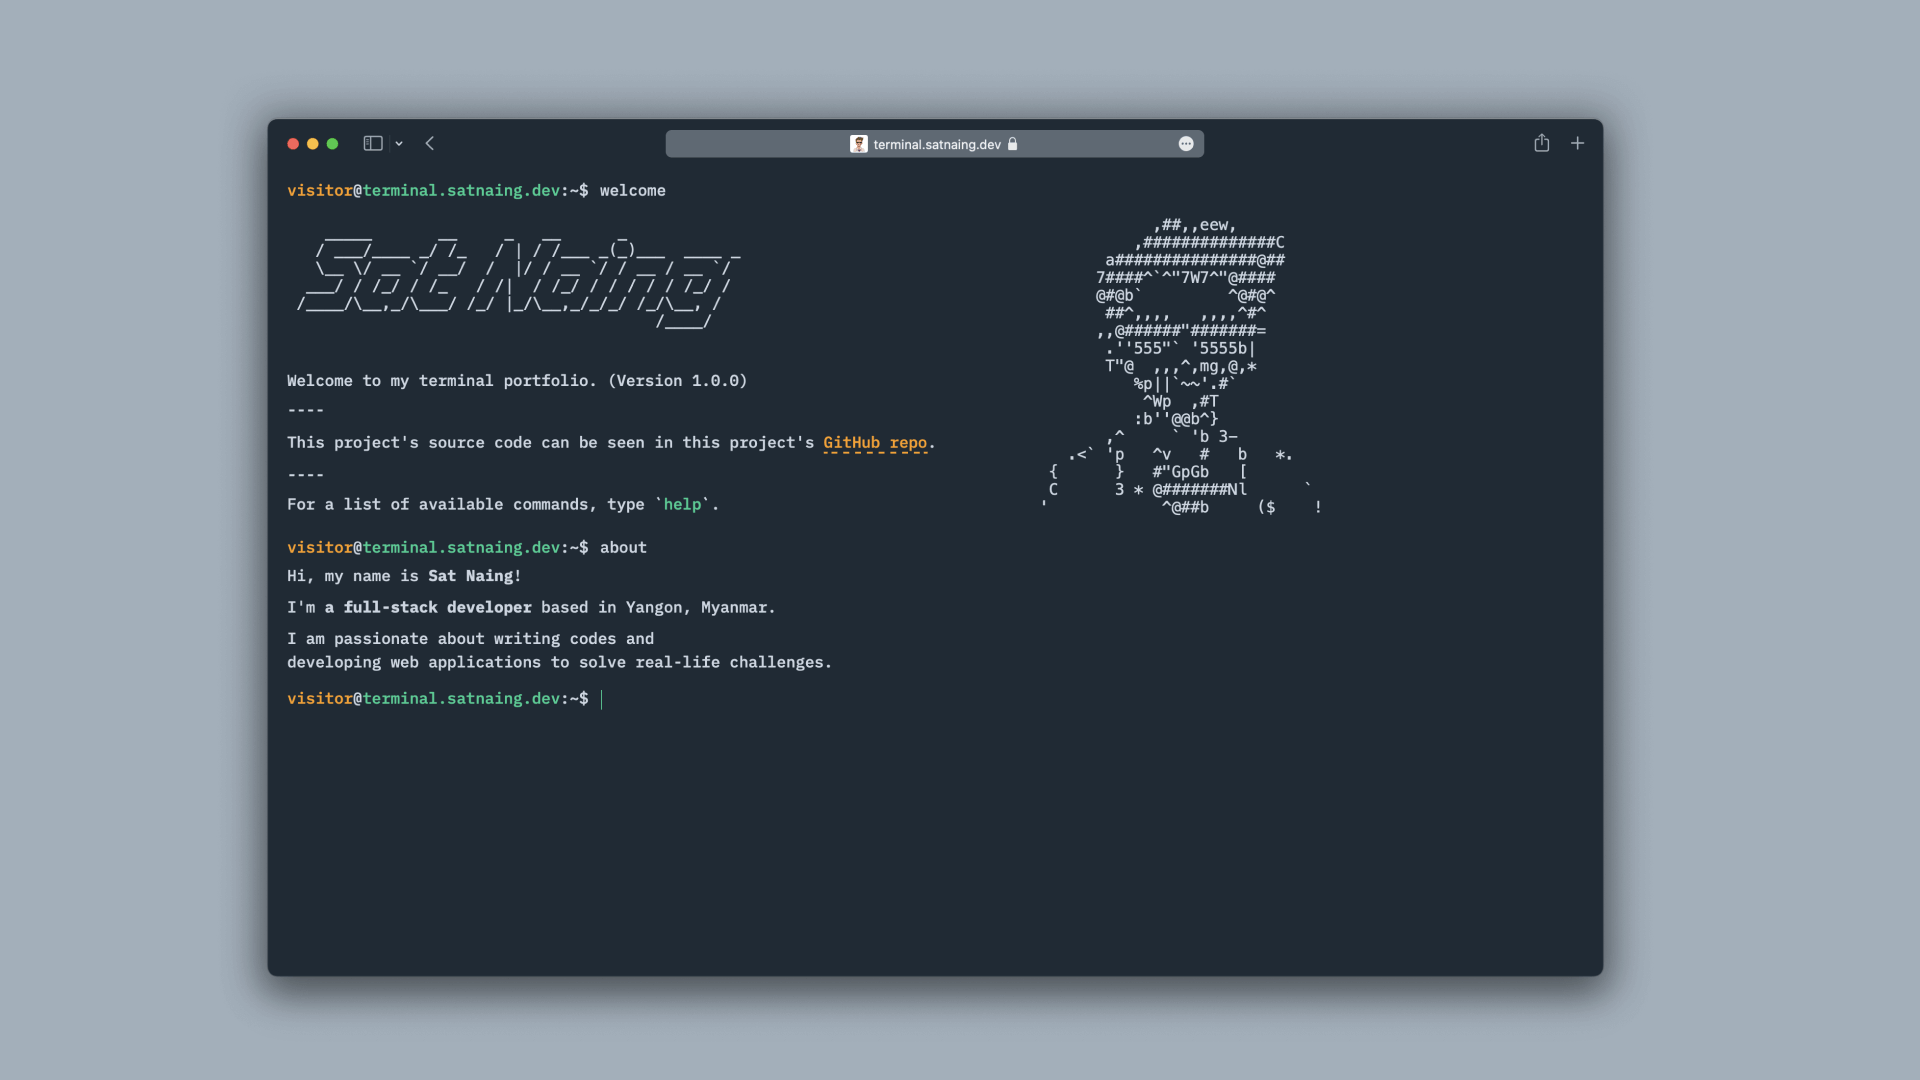 terminal.satnaing.dev
visitor@terminal.satnaing.dev:~$ welcome
Sat Naing
Welcome to my terminal portfolio. (Version 1.0.0)
----
This project's source code can be seen in this project's GitHub repo.
----
For a list of available commands, type `help`.
visitor@terminal.satnaing.dev:~$ about
Hi, my name is Sat Naing!
I'm a full-stack developer based in Yangon, Myanmar.
I am passionate about writing codes and
developing web applications to solve real-life challenges.
visitor@terminal.satnaing.dev:~$